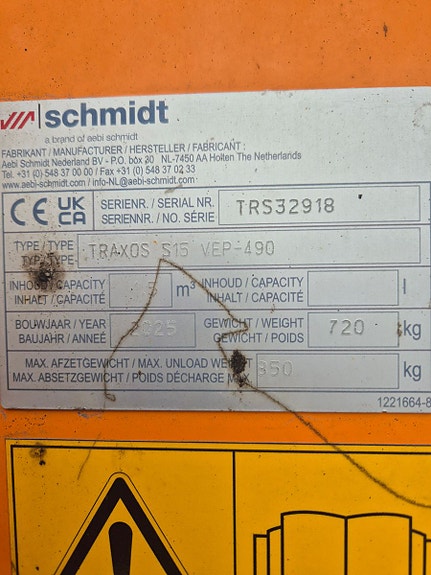 schmidt
a brand of aebi schmidt
FABRIKANT / MANUFACTURER / HERSTELLER / FABRICANT :
Aebi Schmidt Nederland BV - P.O. box 30 NL-7450 AA Holten The Netherlands
Tel. +31 (0) 548 37 00 00 / Fax +31 (0) 548 37 02 33
www.aebi-schmidt.com / info-NL@aebi-schmidt.com
CE UK CA SERIENR. / SERIAL NR. TRS32918
SERIENNR. / NO. SÉRIE
TYPE / TYPE TRAXOS S15 VEP-490
TYP / TYPE
INHOUD / CAPACITY m³ INHOUD / CAPACITY l
INHALT / CAPACITÉ INHALT / CAPACITÉ
BOUWJAAR / YEAR 2025 GEWICHT / WEIGHT 720 kg
BAUJAHR / ANNEÉ GEWICHT / POIDS
MAX. AFZETGEWICHT / MAX. UNLOAD kg
MAX. ABSETZGEWICHT / POIDS DÉCHARGE MAX
1221664-8